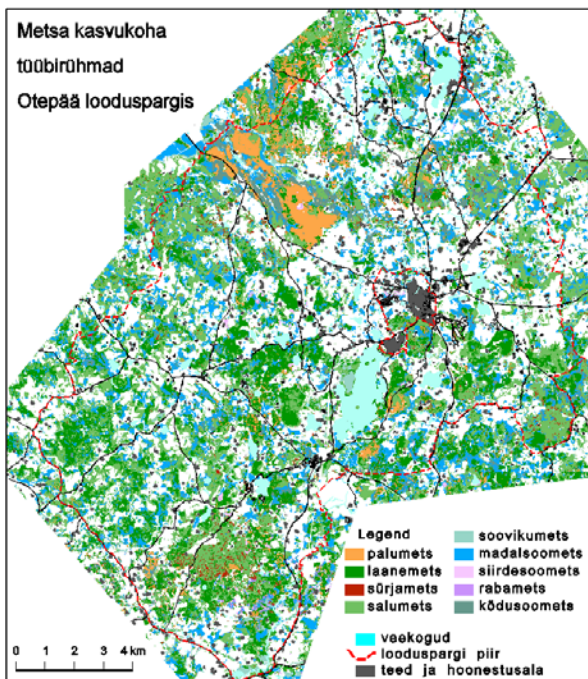 Metsa kasvukoha
tüübirühmad
Otepää looduspargis
Legend
palumets
laanemets
sürjamets
salumets
soovikumets
madalsoomets
siirdesoomets
rabamets
kõdusoomets
veekogud
looduspargi piir
teed ja hoonestusala
0 1 2 3 4 km